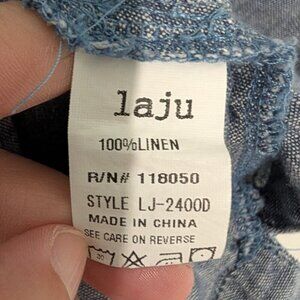 laju
100%LINEN
R/N# 118050
STYLE LJ-2400D
MADE IN CHINA
SEE CARE ON REVERSE